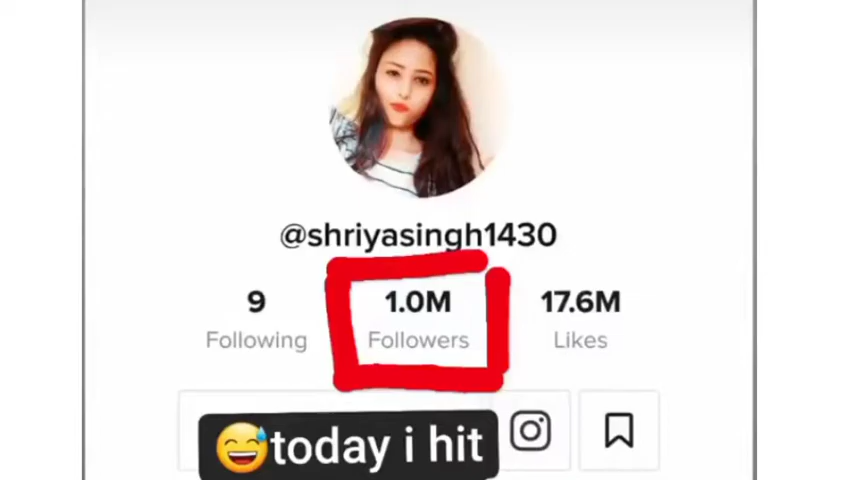 @shriyasingh1430
9 1.0M 17.6M
Following Followers Likes
😅today i hit